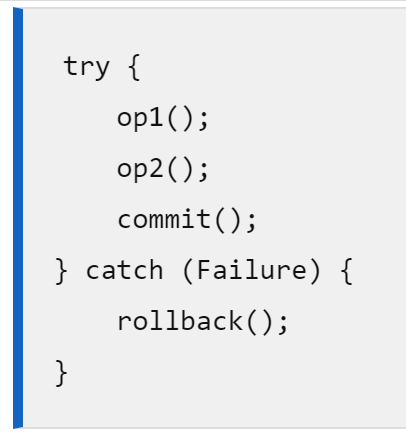 try {
    op1();
    op2();
    commit();
} catch (Failure) {
    rollback();
}